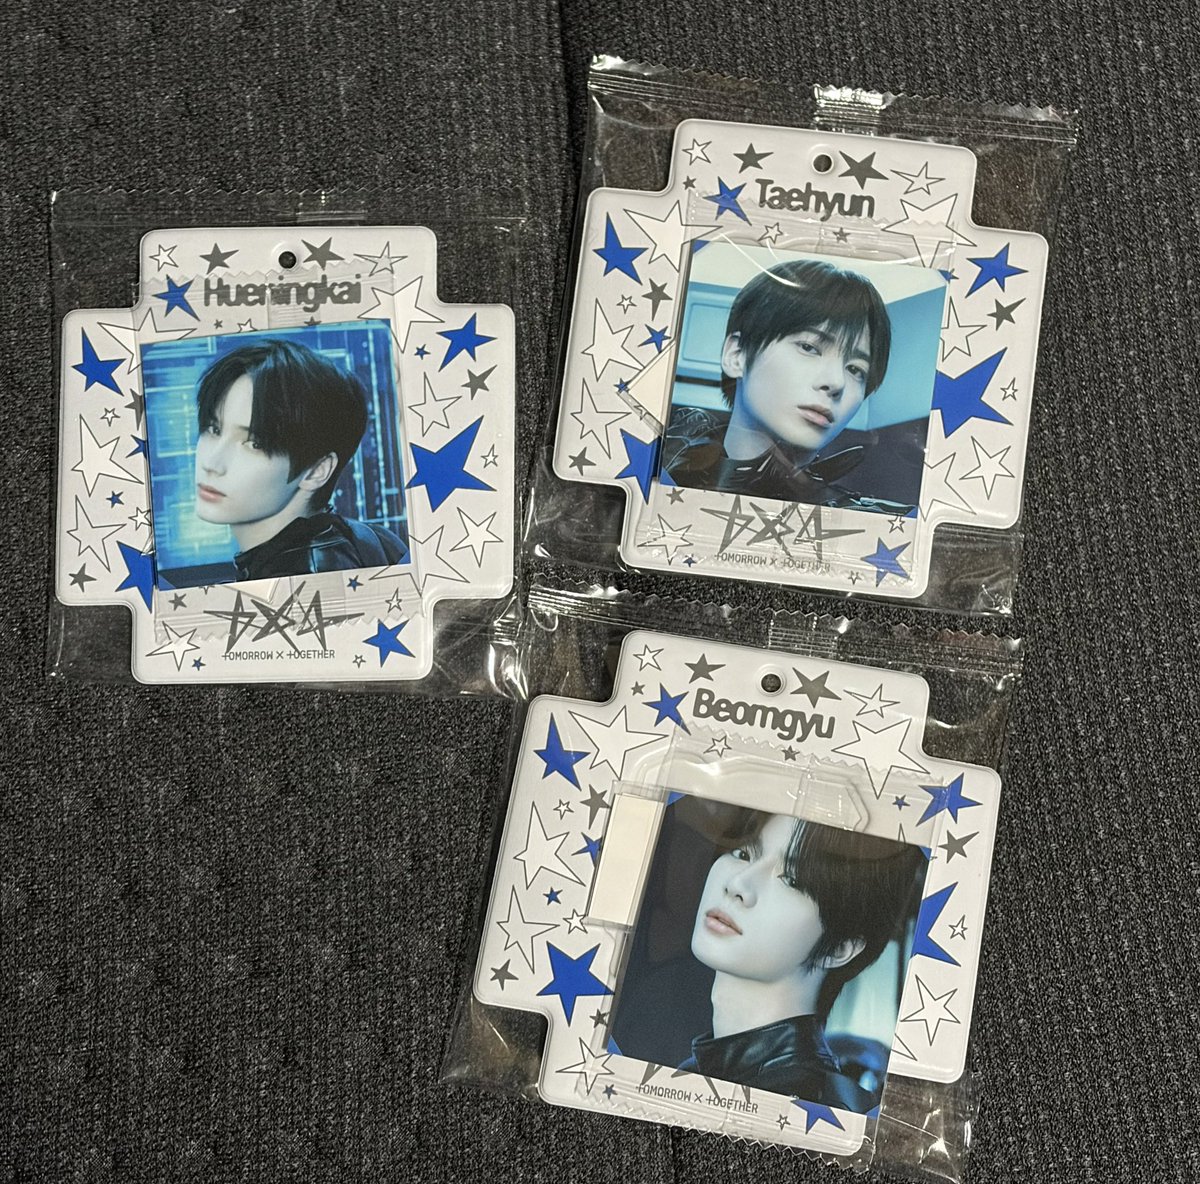 Hueningkai
TOMORROW X TOGETHER
Taehyun
TOMORROW X TOGETHER
Beomgyu
TOMORROW X TOGETHER